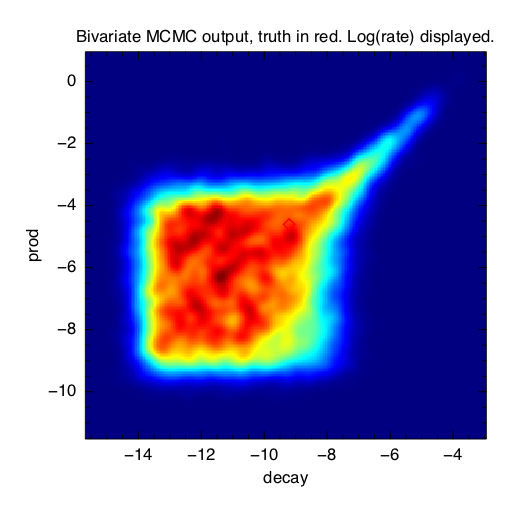 Bivariate MCMC output, truth in red. Log(rate) displayed.
0
−2
−4
−6
−8
−10
prod
−14 −12 −10 −8 −6 −4
decay